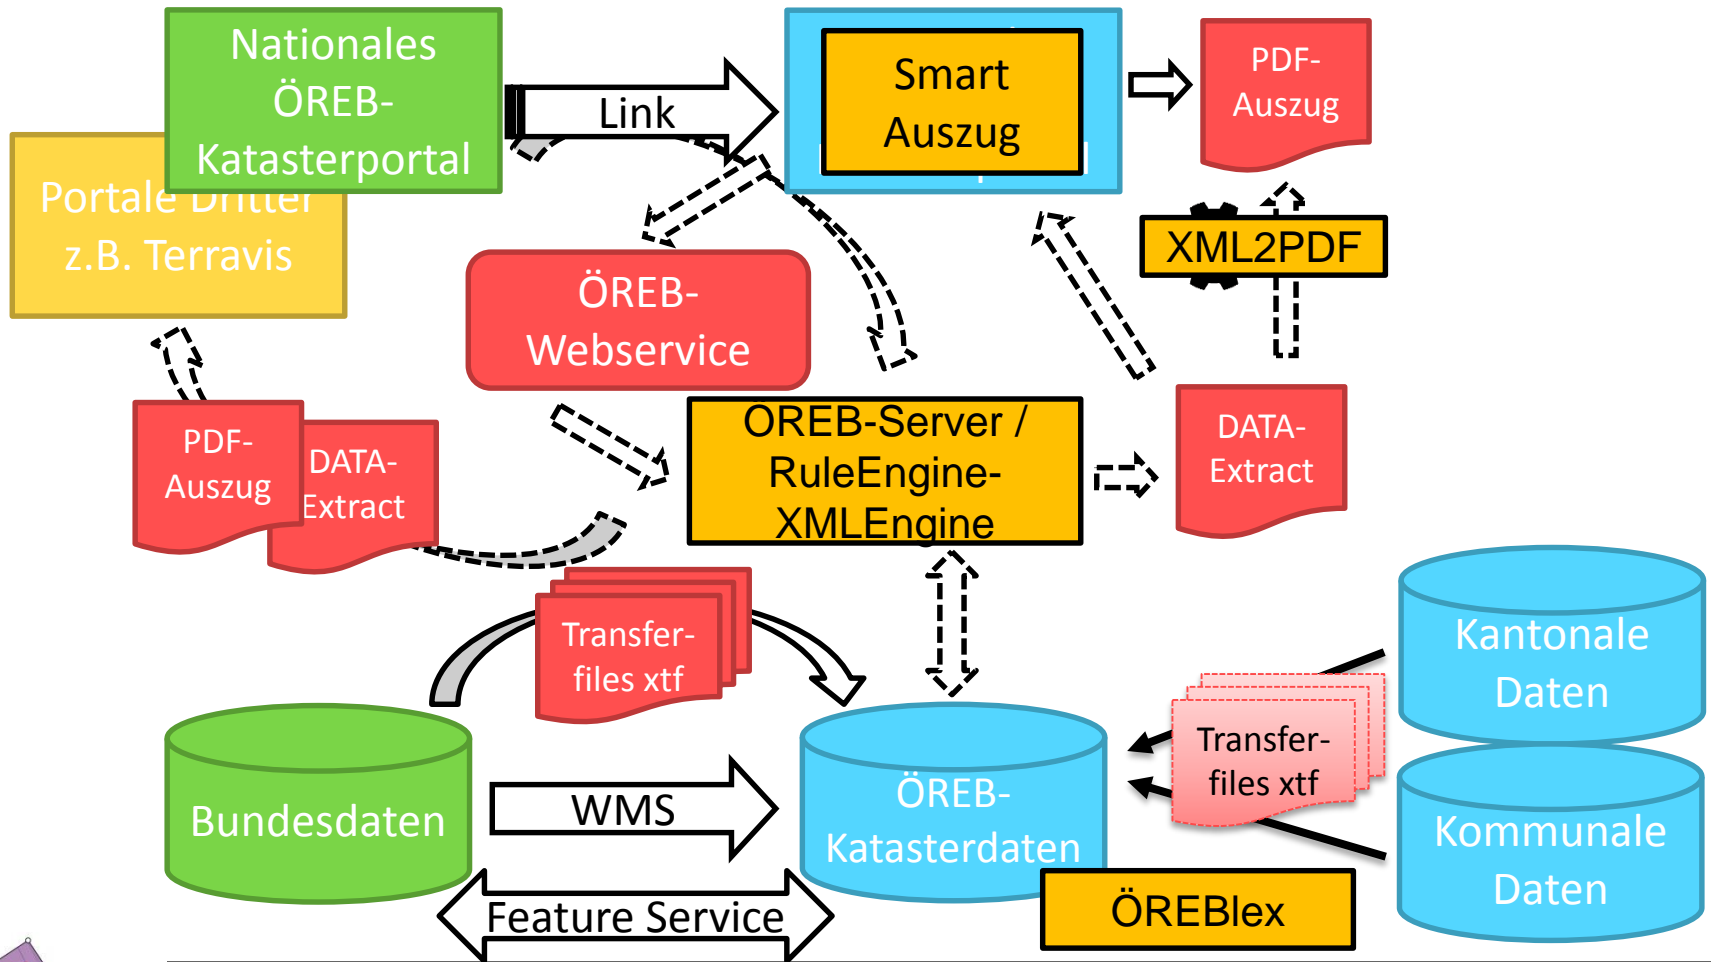 Nationales
ÖREB-
Katasterportal
Link
Smart
Auszug
PDF-
Auszug
Portale Dritter
z.B. Terravis
XML2PDF
ÖREB-
Webservice
PDF-
Auszug
DATA-
Extract
ÖREB-Server /
RuleEngine-
XMLEngine
DATA-
Extract
Transfer-
files xtf
Kantonale
Daten
Transfer-
files xtf
Bundesdaten
WMS
ÖREB-
Katasterdaten
Kommunale
Daten
Feature Service
ÖREBlex